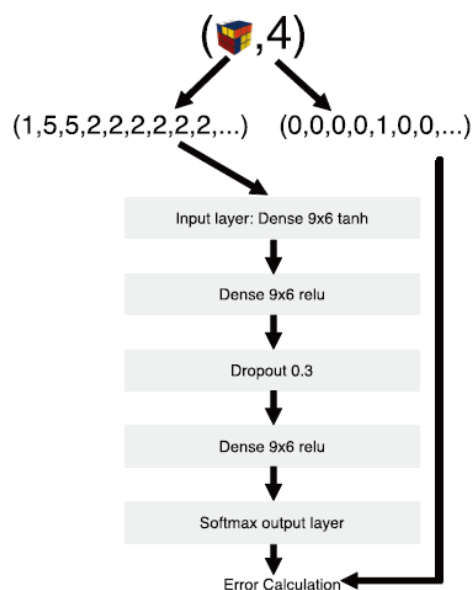 ( ,4)
(1,5,5,2,2,2,2,2,2,...) (0,0,0,0,1,0,0,...)
Input layer: Dense 9x6 tanh
Dense 9x6 relu
Dropout 0.3
Dense 9x6 relu
Softmax output layer
Error Calculation